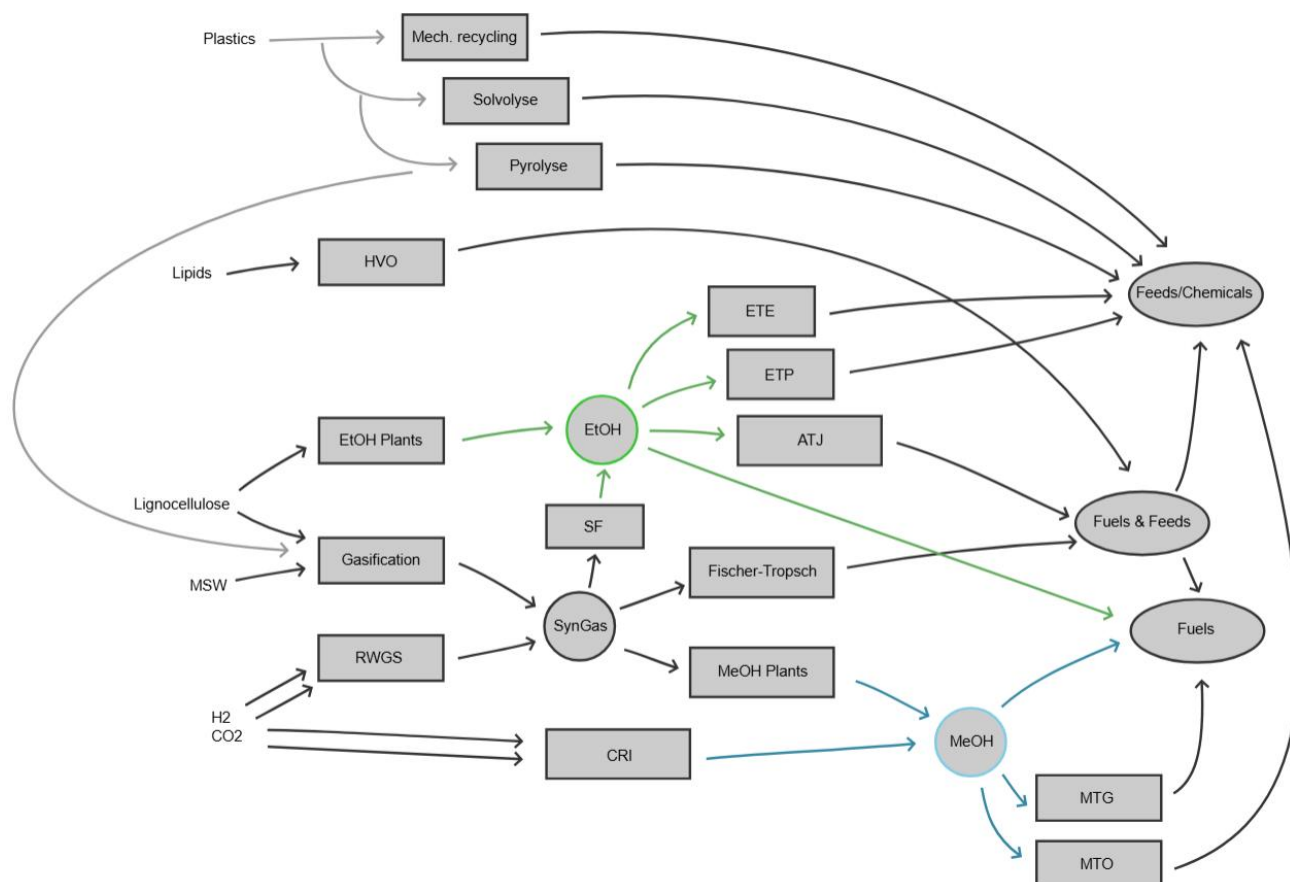 Plastics
Mech. recycling
Solvolyse
Pyrolyse
Lipids
HVO
Feeds/Chemicals
ETE
ETP
EtOH Plants
EtOH
ATJ
Lignocellulose
SF
Fuels & Feeds
Gasification
Fischer-Tropsch
MSW
SynGas
Fuels
RWGS
MeOH Plants
H2
CO2
CRI
MeOH
MTG
MTO